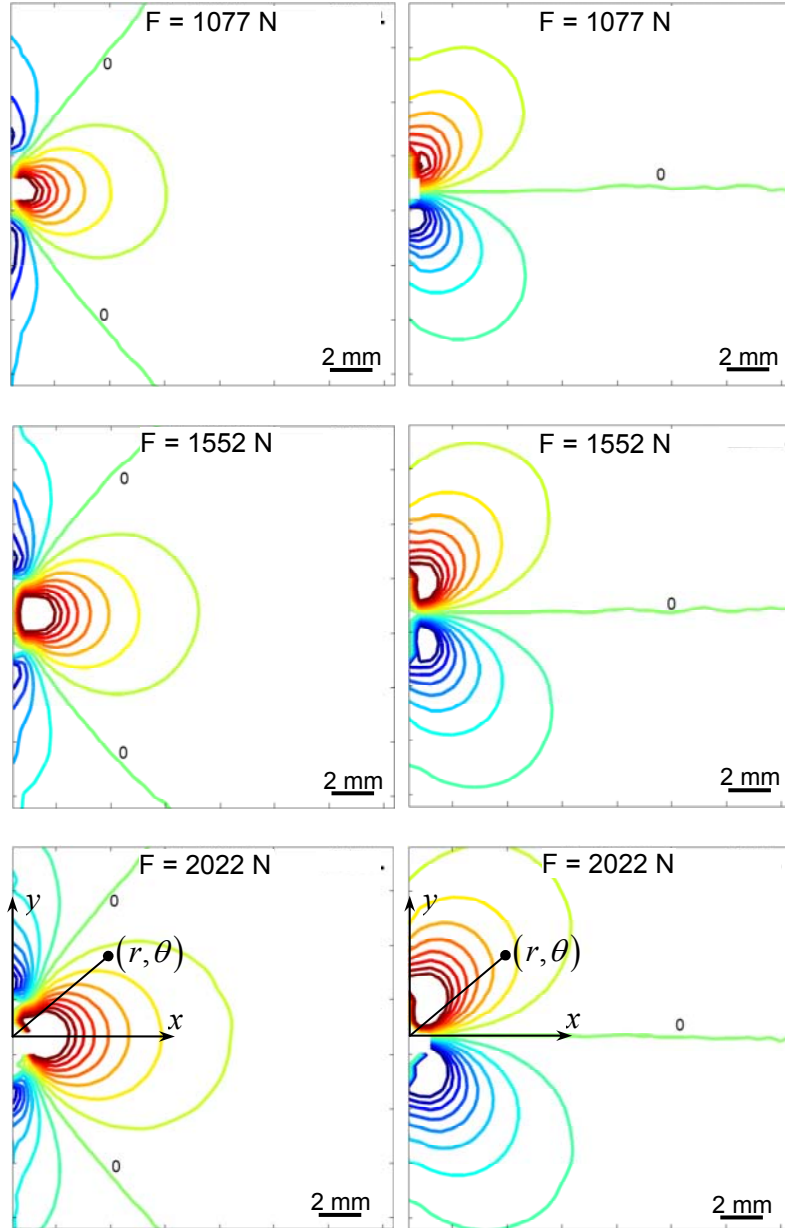 F = 1077 N
F = 1077 N
0
0
0
2 mm
2 mm
F = 1552 N
F = 1552 N
0
0
0
2 mm
2 mm
F = 2022 N
F = 2022 N
0
y
y
(r, θ)
(r, θ)
x
x
0
0
2 mm
2 mm